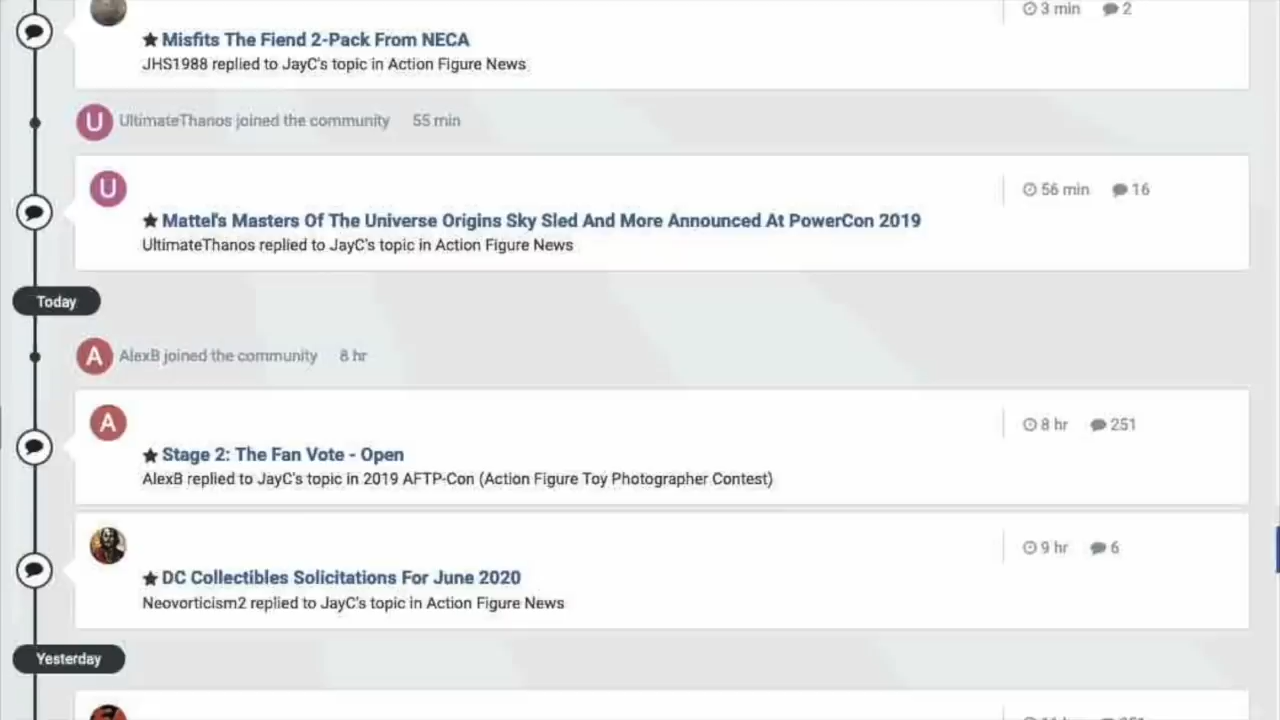 3 min 2
Misfits The Fiend 2-Pack From NECA
JHS1988 replied to JayC's topic in Action Figure News
U UltimateThanos joined the community 55 min
U 56 min 16
Mattel's Masters Of The Universe Origins Sky Sled And More Announced At PowerCon 2019
UltimateThanos replied to JayC's topic in Action Figure News
Today
A AlexB joined the community 8 hr
A 8 hr 251
Stage 2: The Fan Vote - Open
AlexB replied to JayC's topic in 2019 AFTP-Con (Action Figure Toy Photographer Contest)
9 hr 6
DC Collectibles Solicitations For June 2020
Neovorticism2 replied to JayC's topic in Action Figure News
Yesterday